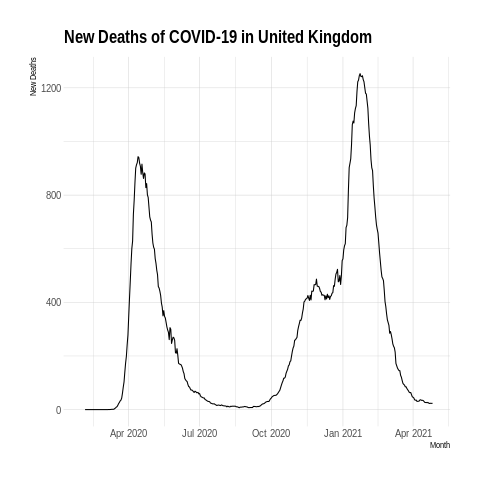 New Deaths of COVID-19 in United Kingdom
New Deaths
1200
800
400
0
Apr 2020 Jul 2020 Oct 2020 Jan 2021 Apr 2021
Month